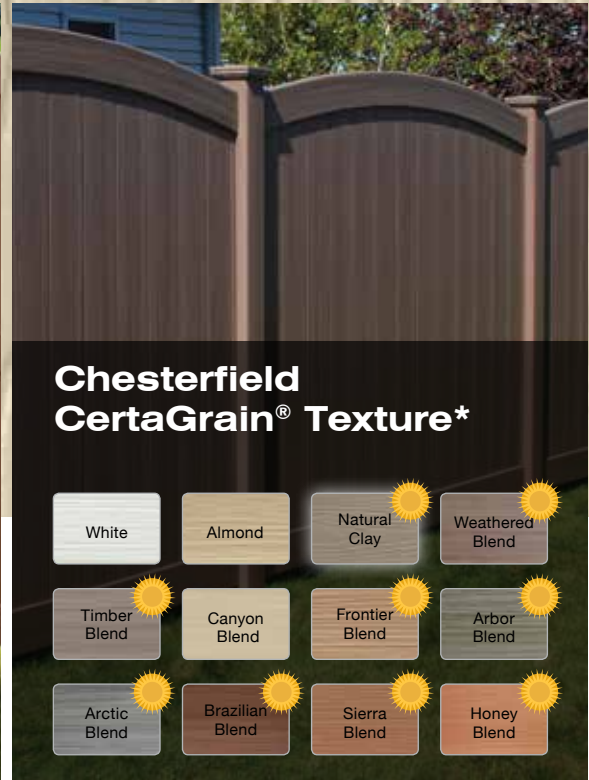 Chesterfield
CertaGrain® Texture*
White
Almond
Natural
Clay
Weathered
Blend
Timber
Blend
Canyon
Blend
Frontier
Blend
Arbor
Blend
Arctic
Blend
Brazilian
Blend
Sierra
Blend
Honey
Blend